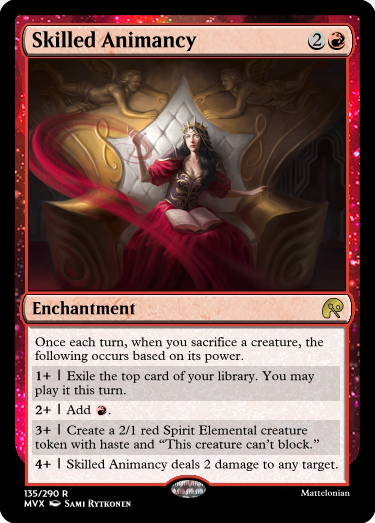 Skilled Animancy 2
Enchantment
Once each turn, when you sacrifice a creature, the
following occurs based on its power.
1+ | Exile the top card of your library. You may
play it this turn.
2+ | Add .
3+ | Create a 2/1 red Spirit Elemental creature
token with haste and “This creature can’t block.”
4+ | Skilled Animancy deals 2 damage to any target.
135/290 R
MVX SAMI RYTKONEN
Mattelonian